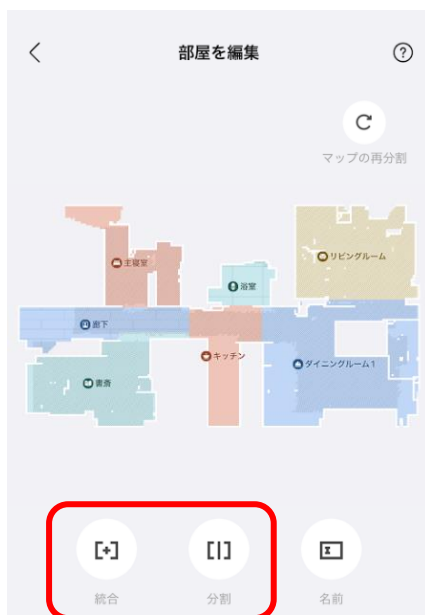 部屋を編集
マップの再分割
主寝室
リビングルーム
浴室
廊下
キッチン
ダイニングルーム1
書斎
統合
分割
名前